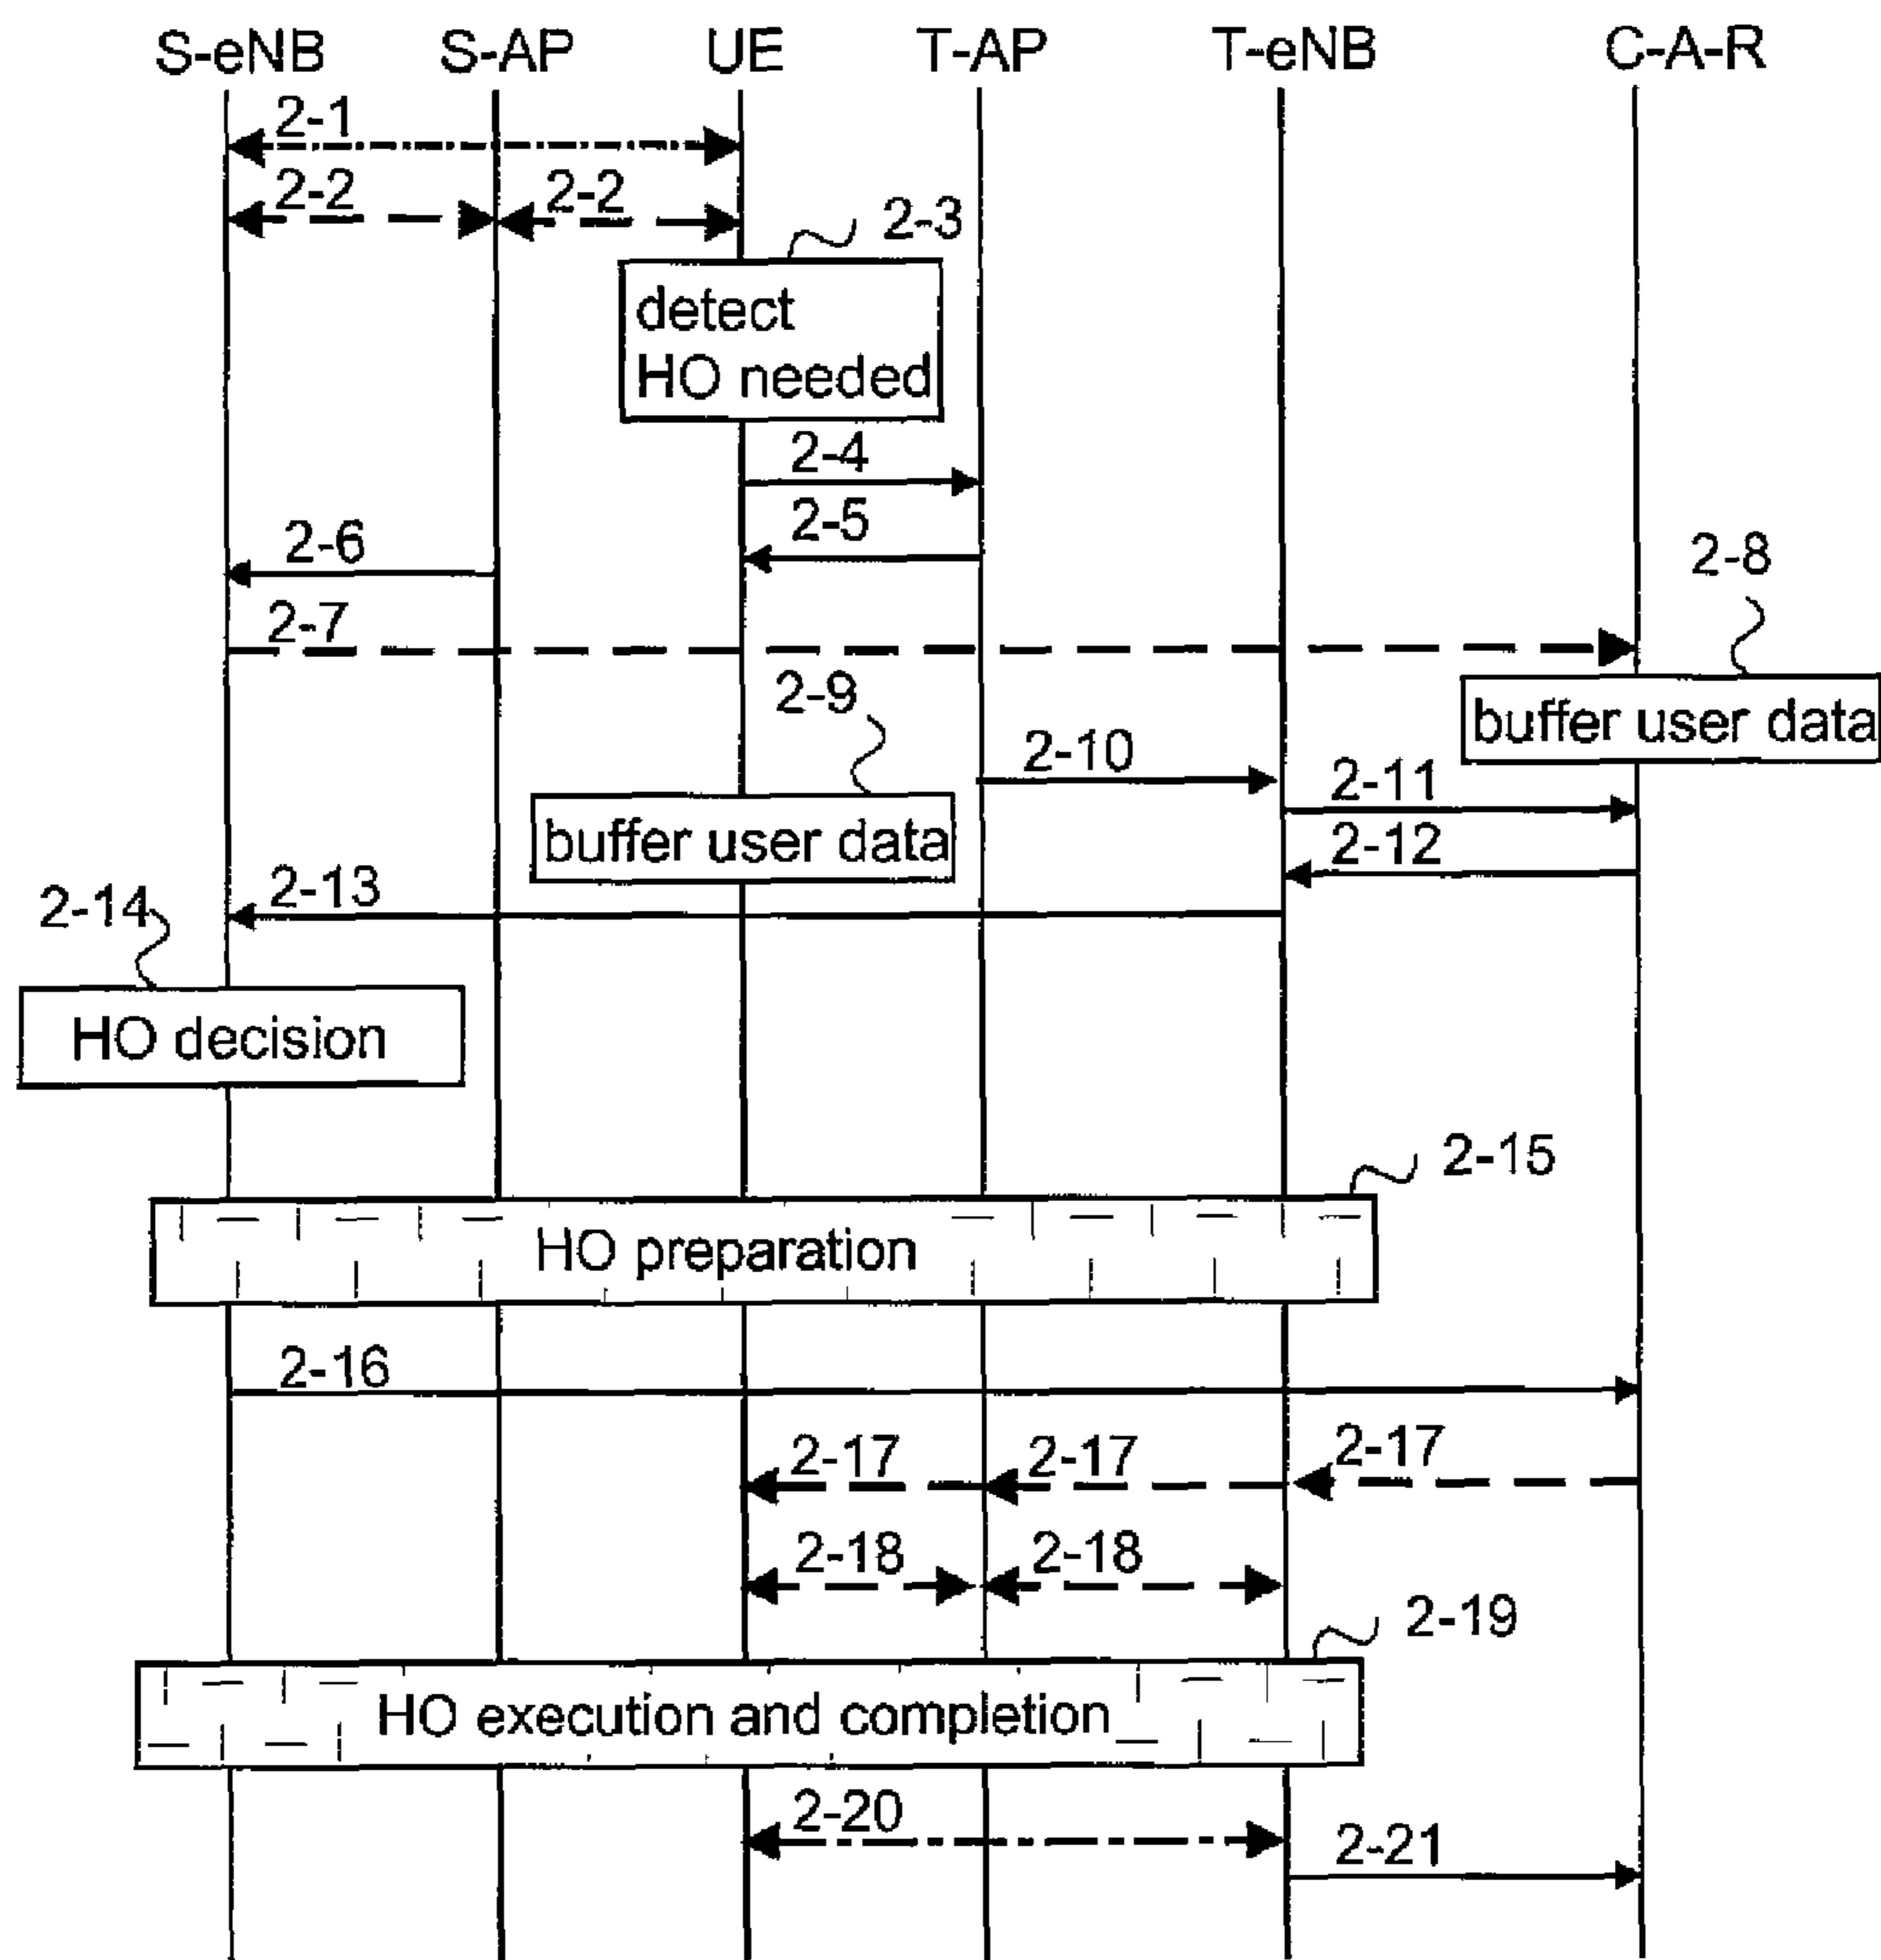 S-eNB S-AP UE T-AP T-eNB C-A-R
2-1
2-2 2-2
2-3
detect
HO needed
2-4
2-5
2-6
2-8
2-7
2-9
buffer user data
2-10
2-11
buffer user data
2-12
2-13
2-14
HO decision
2-15
HO preparation
2-16
2-17 2-17 2-17
2-18 2-18
2-19
HO execution and completion
2-20
2-21